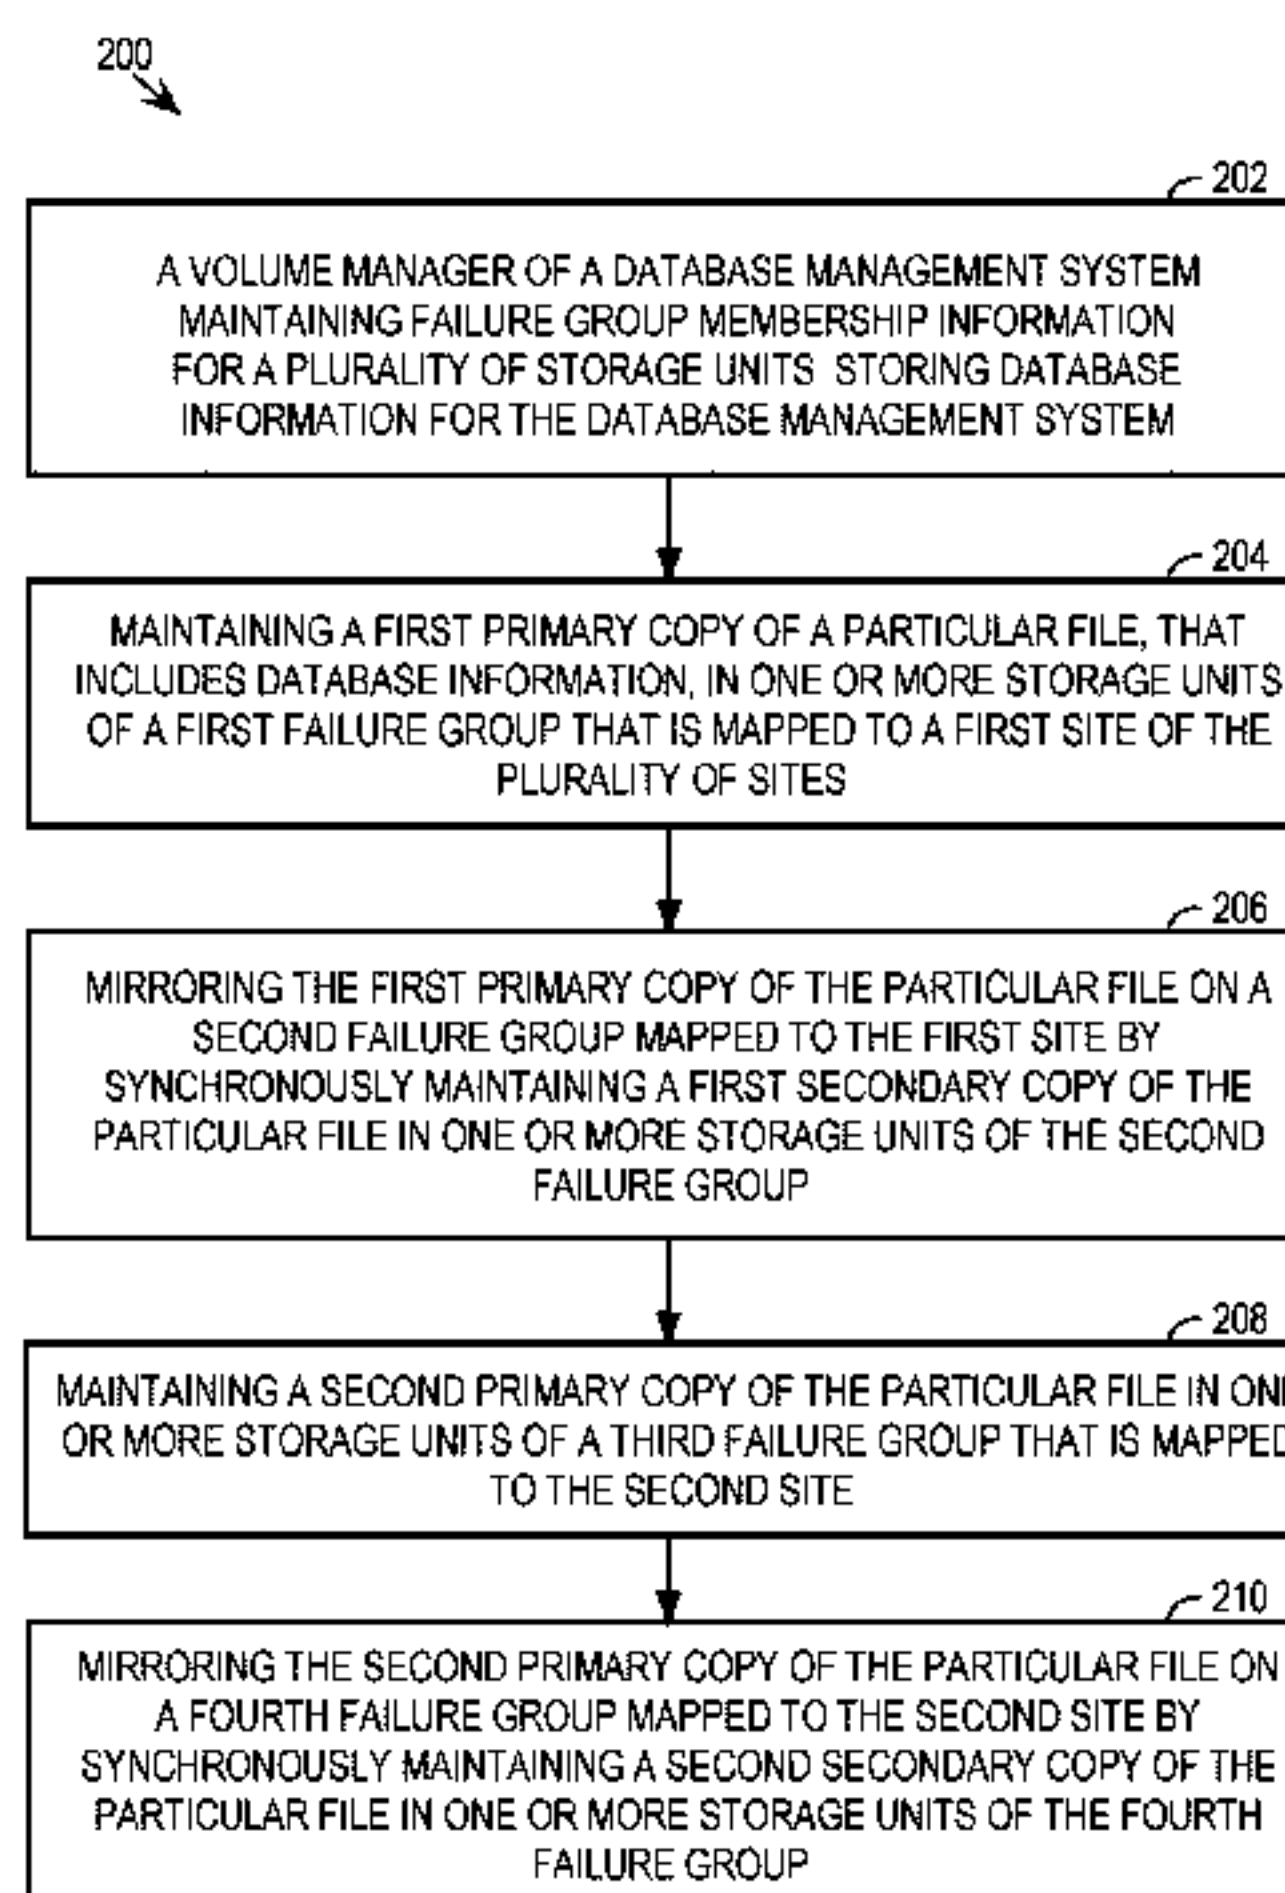 200
202
A VOLUME MANAGER OF A DATABASE MANAGEMENT SYSTEM
MAINTAINING FAILURE GROUP MEMBERSHIP INFORMATION
FOR A PLURALITY OF STORAGE UNITS STORING DATABASE
INFORMATION FOR THE DATABASE MANAGEMENT SYSTEM
204
MAINTAINING A FIRST PRIMARY COPY OF A PARTICULAR FILE, THAT
INCLUDES DATABASE INFORMATION, IN ONE OR MORE STORAGE UNITS
OF A FIRST FAILURE GROUP THAT IS MAPPED TO A FIRST SITE OF THE
PLURALITY OF SITES
206
MIRRORING THE FIRST PRIMARY COPY OF THE PARTICULAR FILE ON A
SECOND FAILURE GROUP MAPPED TO THE FIRST SITE BY
SYNCHRONOUSLY MAINTAINING A FIRST SECONDARY COPY OF THE
PARTICULAR FILE IN ONE OR MORE STORAGE UNITS OF THE SECOND
FAILURE GROUP
208
MAINTAINING A SECOND PRIMARY COPY OF THE PARTICULAR FILE IN ONE
OR MORE STORAGE UNITS OF A THIRD FAILURE GROUP THAT IS MAPPED
TO THE SECOND SITE
210
MIRRORING THE SECOND PRIMARY COPY OF THE PARTICULAR FILE ON
A FOURTH FAILURE GROUP MAPPED TO THE SECOND SITE BY
SYNCHRONOUSLY MAINTAINING A SECOND SECONDARY COPY OF THE
PARTICULAR FILE IN ONE OR MORE STORAGE UNITS OF THE FOURTH
FAILURE GROUP